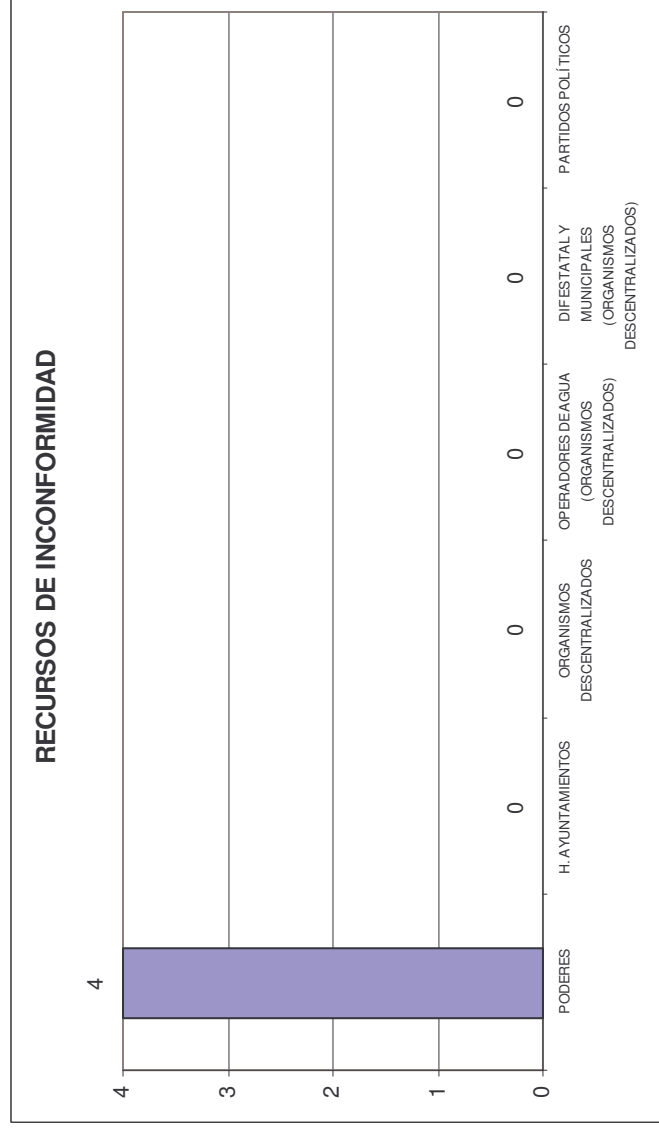 RECURSOS DE INCONFORMIDAD
4
4
3
2
1
0
0
0
0
0
0
PODERES
H. AYUNTAMIENTOS
ORGANISMOS
DESCENTRALIZADOS
OPERADORES DE AGUA
(ORGANISMOS
DESCENTRALIZADOS)
DIF ESTATAL Y
MUNICIPALES
(ORGANISMOS
DESCENTRALIZADOS)
PARTIDOS POLÍTICOS